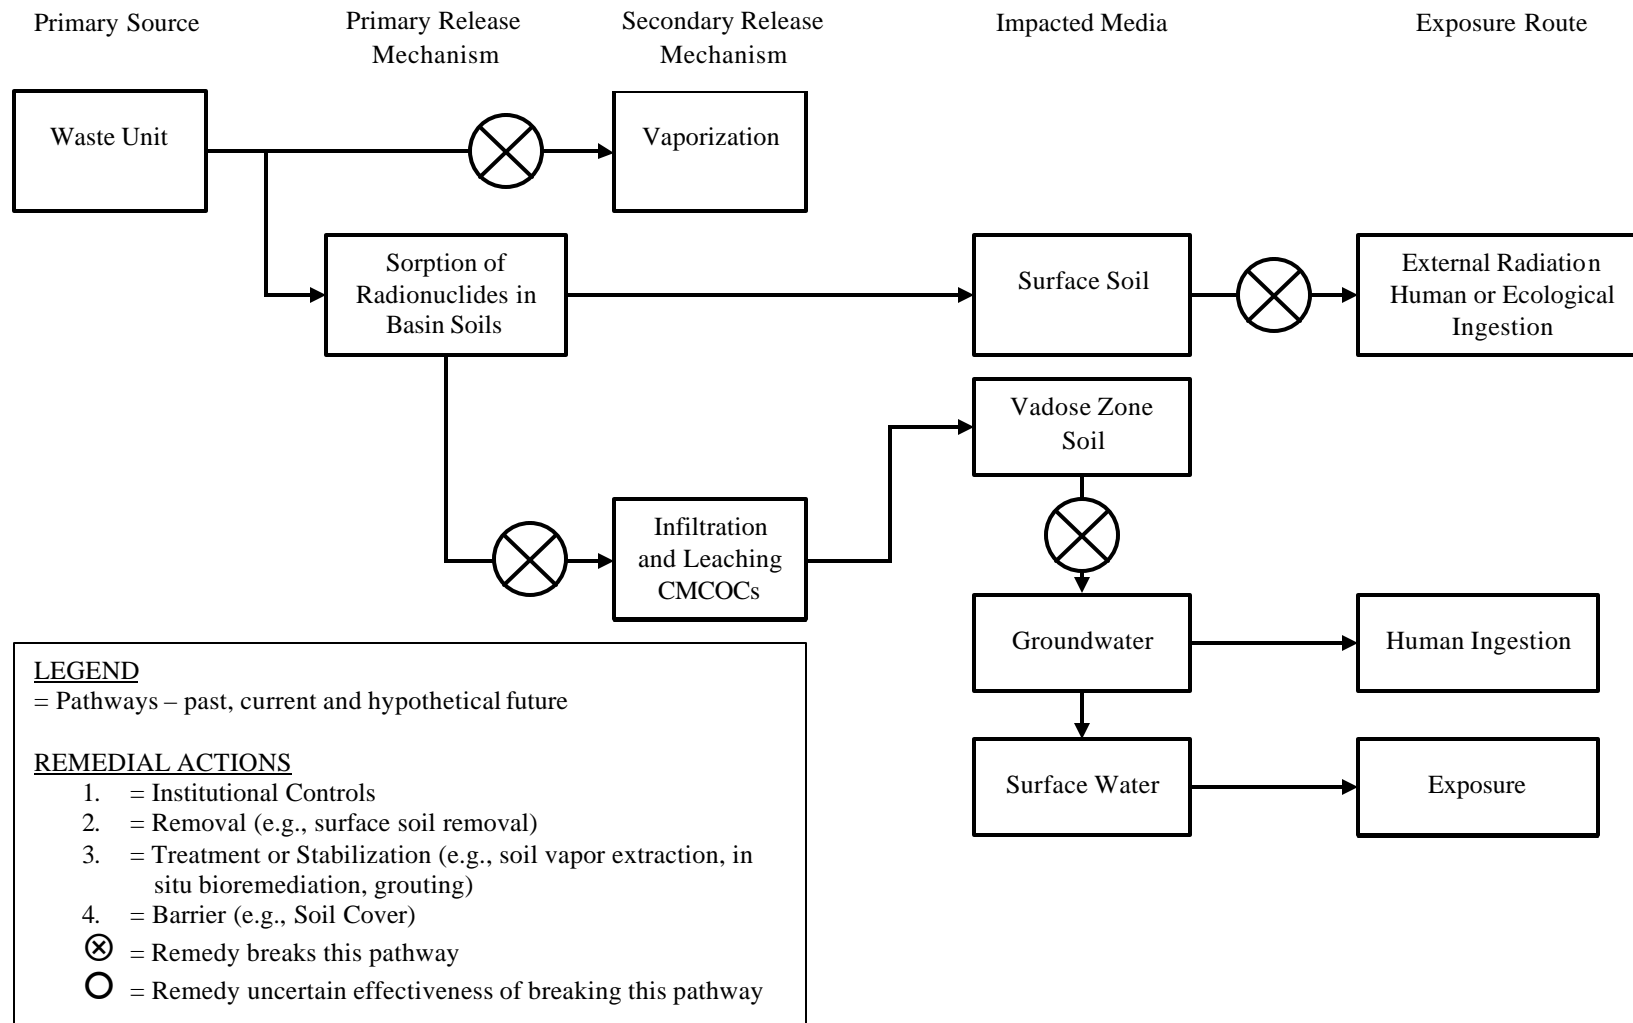 Primary Source
Primary Release
Mechanism
Secondary Release
Mechanism
Impacted Media
Exposure Route
Waste Unit
Vaporization
Sorption of
Radionuclides in
Basin Soils
Surface Soil
External Radiation
Human or Ecological
Ingestion
Vadose Zone
Soil
Infiltration
and Leaching
CMCOCs
Groundwater
Human Ingestion
Surface Water
Exposure
LEGEND
= Pathways – past, current and hypothetical future
REMEDIAL ACTIONS
1. = Institutional Controls
2. = Removal (e.g., surface soil removal)
3. = Treatment or Stabilization (e.g., soil vapor extraction, in
situ bioremediation, grouting)
4. = Barrier (e.g., Soil Cover)
= Remedy breaks this pathway
= Remedy uncertain effectiveness of breaking this pathway